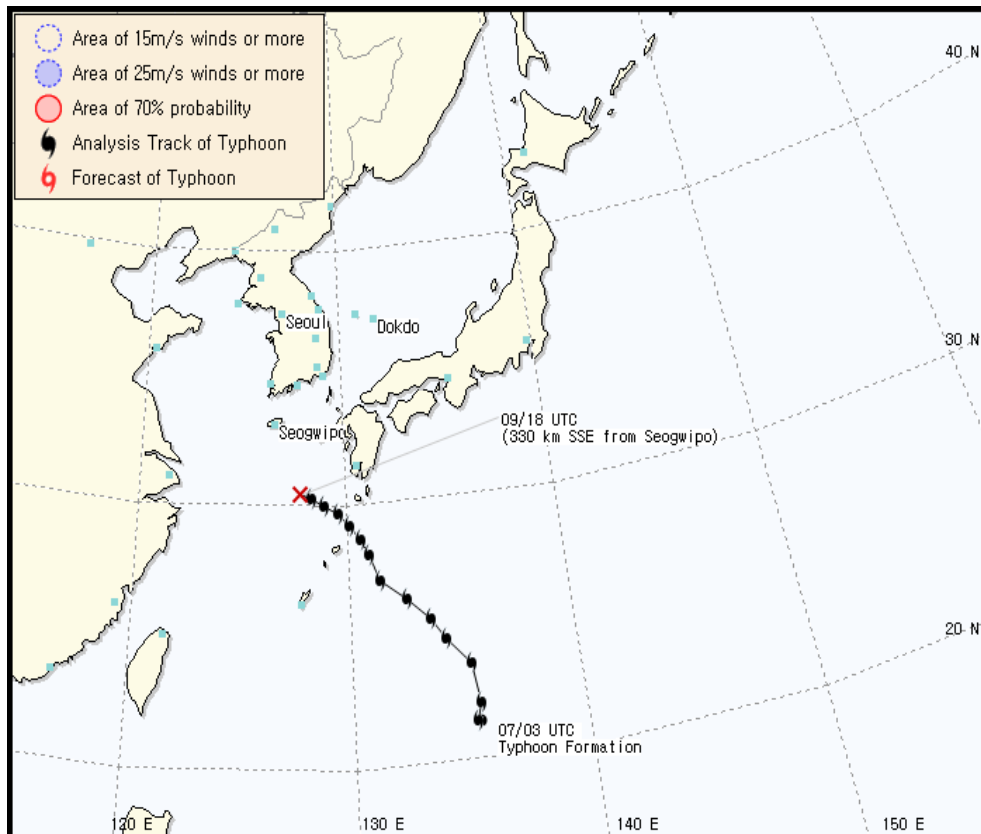 Area of 15m/s winds or more
Area of 25m/s winds or more
Area of 70% probability
Analysis Track of Typhoon
Forecast of Typhoon
40 N
Seoul
Dokdo
30 N
Seogwipo
09/18 UTC
(330 km SSE from Seogwipo)
20 N
07/03 UTC
Typhoon Formation
120 E
130 E
140 E
150 E